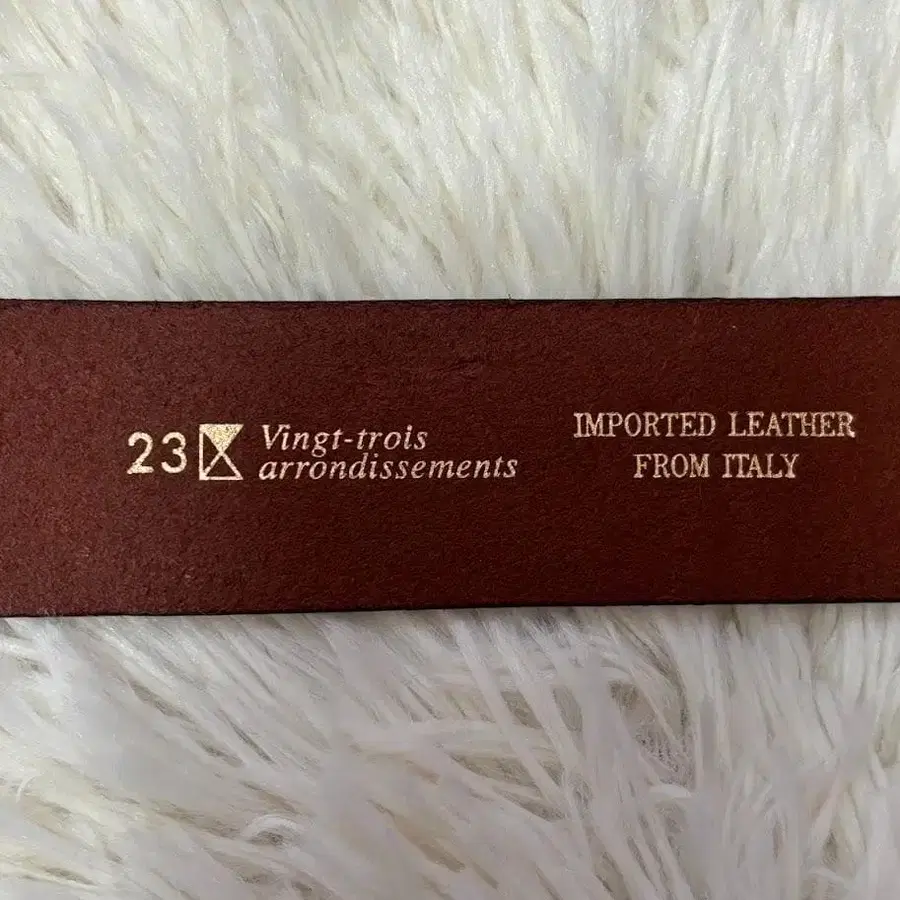 23 Vingt-trois
arrondissements
IMPORTED LEATHER
FROM ITALY